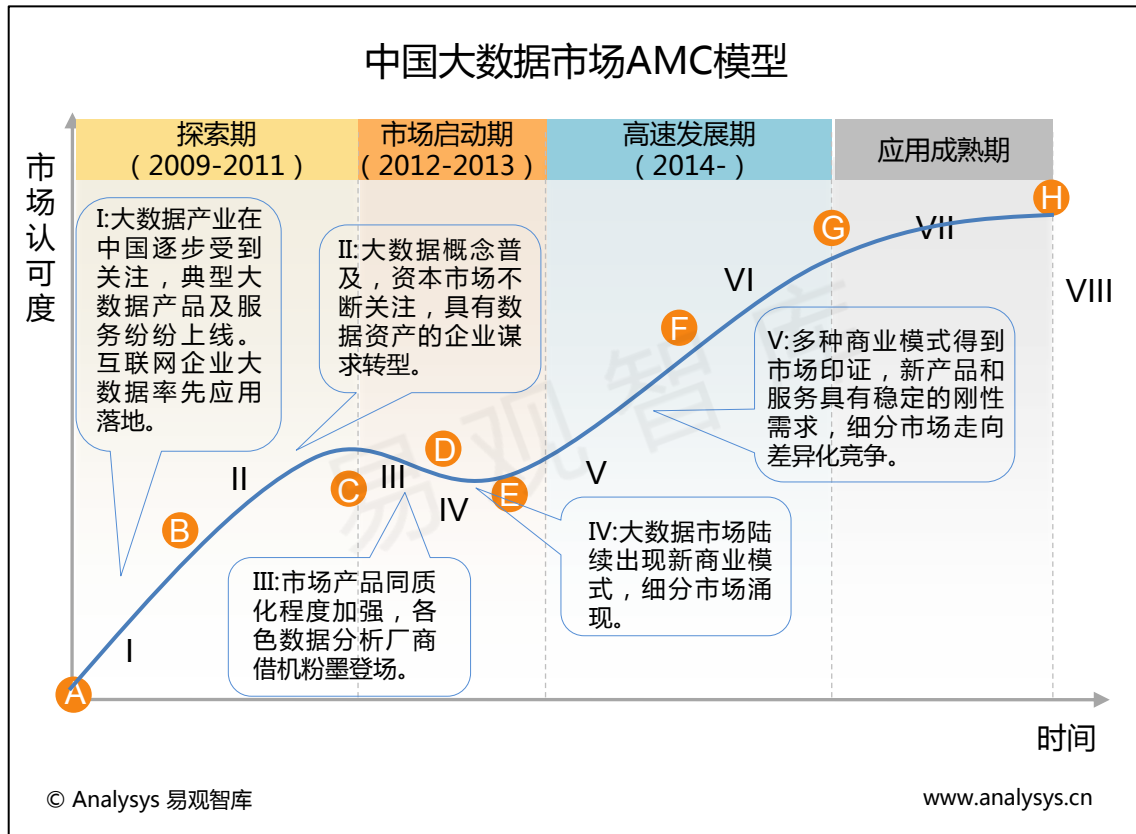 中国大数据市场AMC模型
探索期
（2009-2011）
市场启动期
（2012-2013）
高速发展期
（2014-）
应用成熟期
市场认可度
I:大数据产业在
中国逐步受到
关注，典型大
数据产品及服
务纷纷上线。
互联网企业大
数据率先应用
落地。
II:大数据概念普
及，资本市场不
断关注，具有数
据资产的企业谋
求转型。
H
G
VII
VI
VIII
F
V:多种商业模式得到
市场印证，新产品和
服务具有稳定的刚性
需求，细分市场走向
差异化竞争。
易观智库
D
II
C
III
V
E
IV
B
IV:大数据市场陆
续出现新商业模
式，细分市场涌
现。
III:市场产品同质
化程度加强，各
色数据分析厂商
借机粉墨登场。
I
A
时间
© Analysys 易观智库
www.analysys.cn